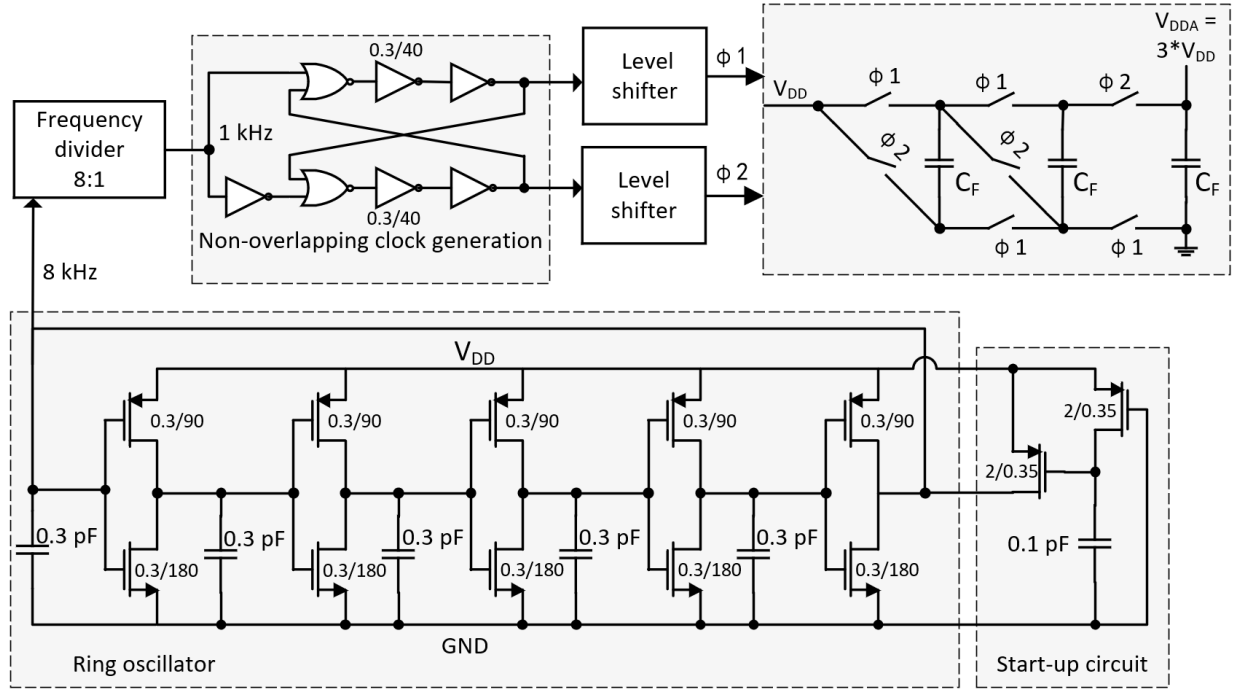 0.3/40
Frequency
divider
8:1
1 kHz
0.3/40
Non-overlapping clock generation
Level
shifter
ϕ 1
Level
shifter
ϕ 2
V_DDA =
3*V_DD
V_DD
ϕ 1
ϕ 1
ϕ 2
ϕ 2
ϕ 2
C_F
C_F
C_F
ϕ 1
ϕ 1
8 kHz
V_DD
0.3/90
0.3/90
0.3/90
0.3/90
0.3/90
2/0.35
2/0.35
0.3 pF
0.3 pF
0.3 pF
0.3 pF
0.3 pF
0.1 pF
0.3/180
0.3/180
0.3/180
0.3/180
0.3/180
GND
Ring oscillator
Start-up circuit